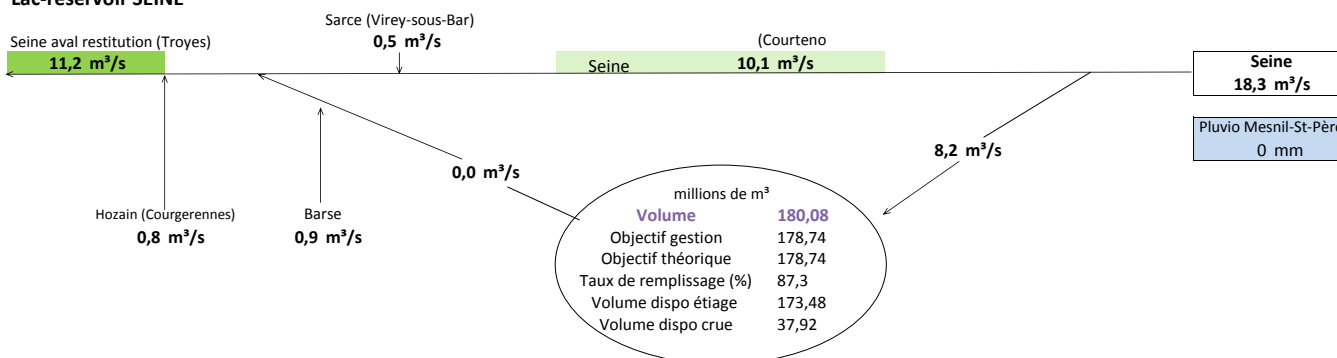 Lac-réservoir SEINE
Sarce (Virey-sous-Bar)
0,5 m³/s
Seine aval restitution (Troyes)
11,2 m³/s
(Courteno
Seine 10,1 m³/s
Seine
18,3 m³/s
Pluvio Mesnil-St-Père
0 mm
8,2 m³/s
0,0 m³/s
Hozain (Courgerennes)
0,8 m³/s
Barse
0,9 m³/s
millions de m³
Volume 180,08
Objectif gestion 178,74
Objectif théorique 178,74
Taux de remplissage (%) 87,3
Volume dispo étiage 173,48
Volume dispo crue 37,92